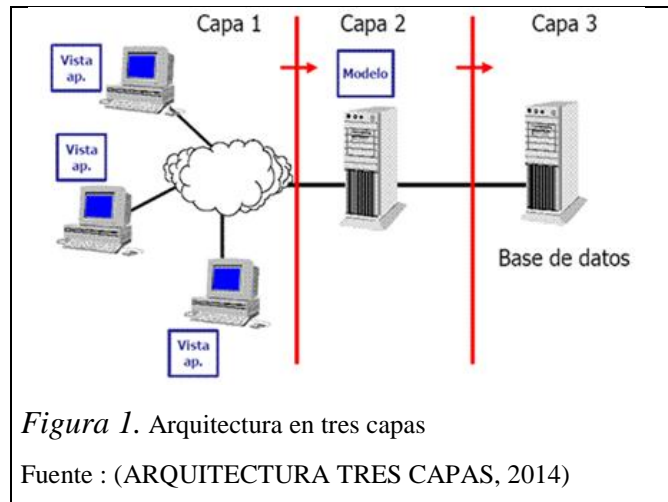 Capa 1
Capa 2
Capa 3
Vista
ap.
Modelo
Vista
ap.
Base de datos
Vista
ap.
Figura 1. Arquitectura en tres capas
Fuente : (ARQUITECTURA TRES CAPAS, 2014)